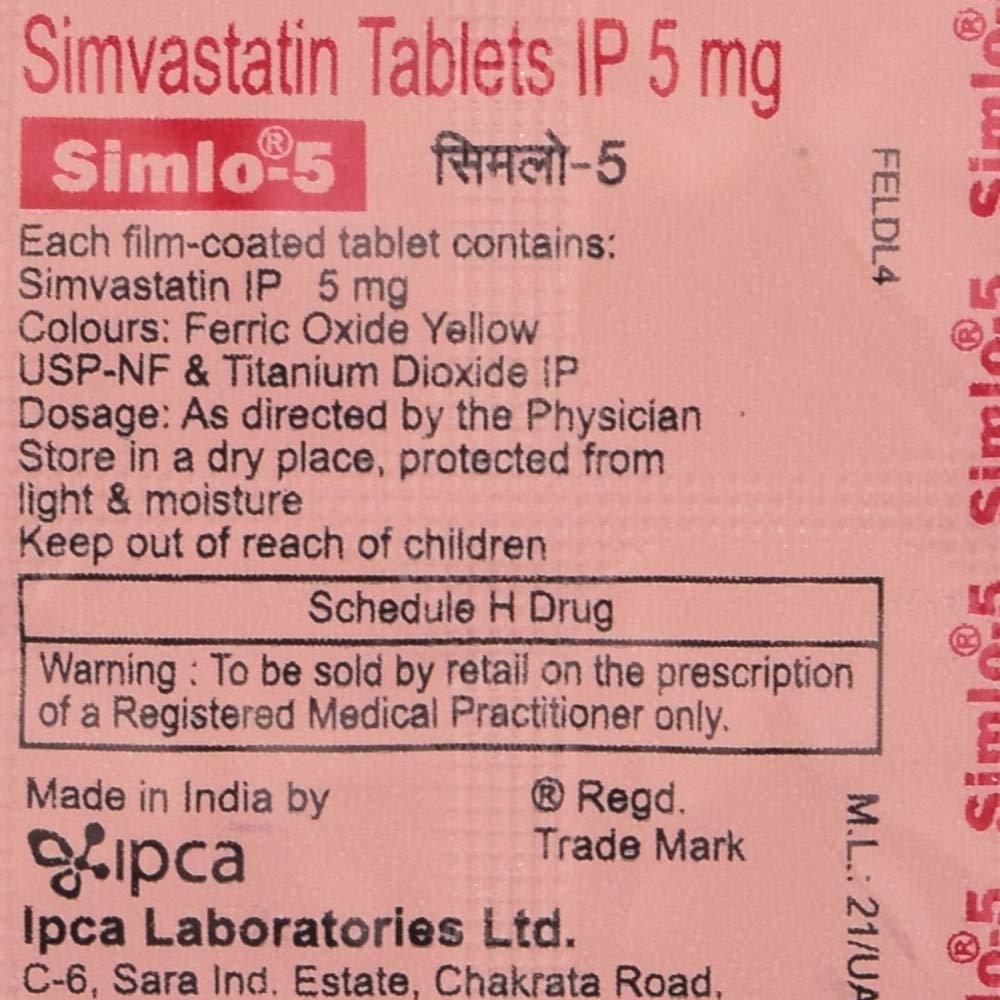 Simvastatin Tablets IP 5 mg
Simlo®-5 सिमलो-5
Each film-coated tablet contains:
Simvastatin IP 5 mg
Colours: Ferric Oxide Yellow
USP-NF & Titanium Dioxide IP
Dosage: As directed by the Physician
Store in a dry place, protected from
light & moisture
Keep out of reach of children
Schedule H Drug
Warning : To be sold by retail on the prescription
of a Registered Medical Practitioner only.
Made in India by
® Regd.
Trade Mark
ipca
Ipca Laboratories Ltd.
C-6, Sara Ind. Estate, Chakrata Road,
FELDL4
M.L.: 21/UA
Simlo®
Simlo®-5
Simlo®-5
lo®-5